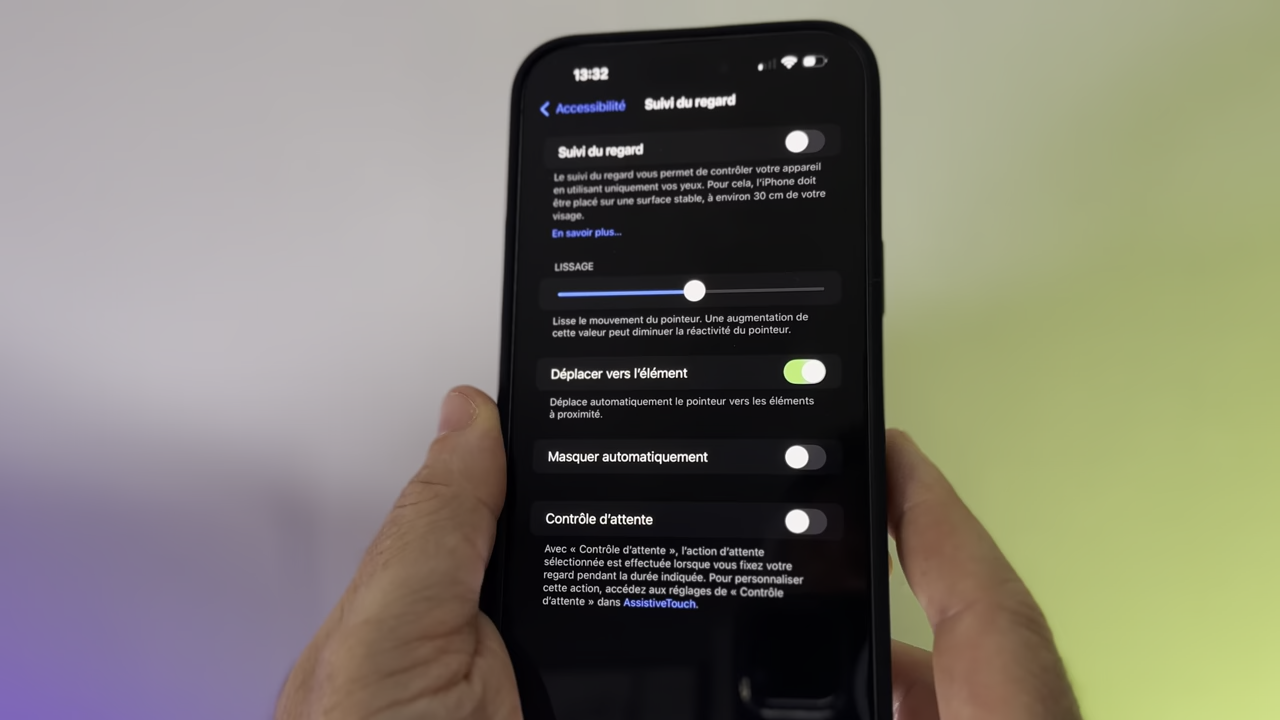 13:32
Accessibilité
Suivi du regard
Suivi du regard
Le suivi du regard vous permet de contrôler votre appareil
en utilisant uniquement vos yeux. Pour cela, l'iPhone doit
être placé sur une surface stable, à environ 30 cm de votre
visage.
En savoir plus...
LISSAGE
Lisse le mouvement du pointeur. Une augmentation de
cette valeur peut diminuer la réactivité du pointeur.
Déplacer vers l'élément
Déplace automatiquement le pointeur vers les éléments
à proximité.
Masquer automatiquement
Contrôle d'attente
Avec « Contrôle d'attente », l'action d'attente
sélectionnée est effectuée lorsque vous fixez votre
regard pendant la durée indiquée. Pour personnaliser
cette action, accédez aux réglages de « Contrôle
d'attente » dans AssistiveTouch.